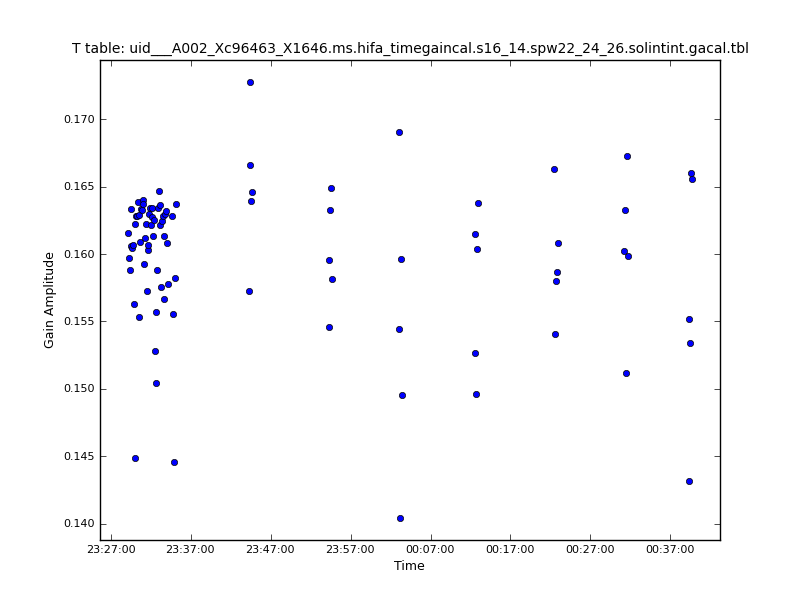 T table: uid___A002_Xc96463_X1646.ms.hifa_timegaincal.s16_14.spw22_24_26.solintint.gacal.tbl
0.170
0.165
0.160
0.155
0.150
0.145
0.140
Gain Amplitude
23:27:00 23:37:00 23:47:00 23:57:00 00:07:00 00:17:00 00:27:00 00:37:00
Time